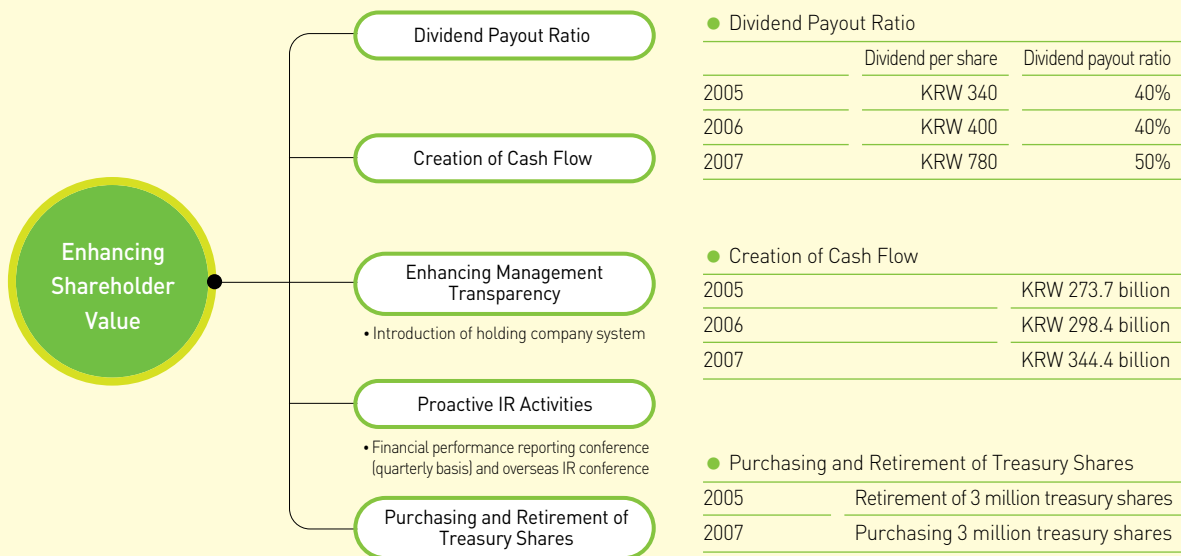 Enhancing
Shareholder
Value
Dividend Payout Ratio
Creation of Cash Flow
Enhancing Management
Transparency
• Introduction of holding company system
Proactive IR Activities
• Financial performance reporting conference
(quarterly basis) and overseas IR conference
Purchasing and Retirement of
Treasury Shares
● Dividend Payout Ratio
Dividend per share Dividend payout ratio
2005 KRW 340 40%
2006 KRW 400 40%
2007 KRW 780 50%
● Creation of Cash Flow
2005 KRW 273.7 billion
2006 KRW 298.4 billion
2007 KRW 344.4 billion
● Purchasing and Retirement of Treasury Shares
2005 Retirement of 3 million treasury shares
2007 Purchasing 3 million treasury shares